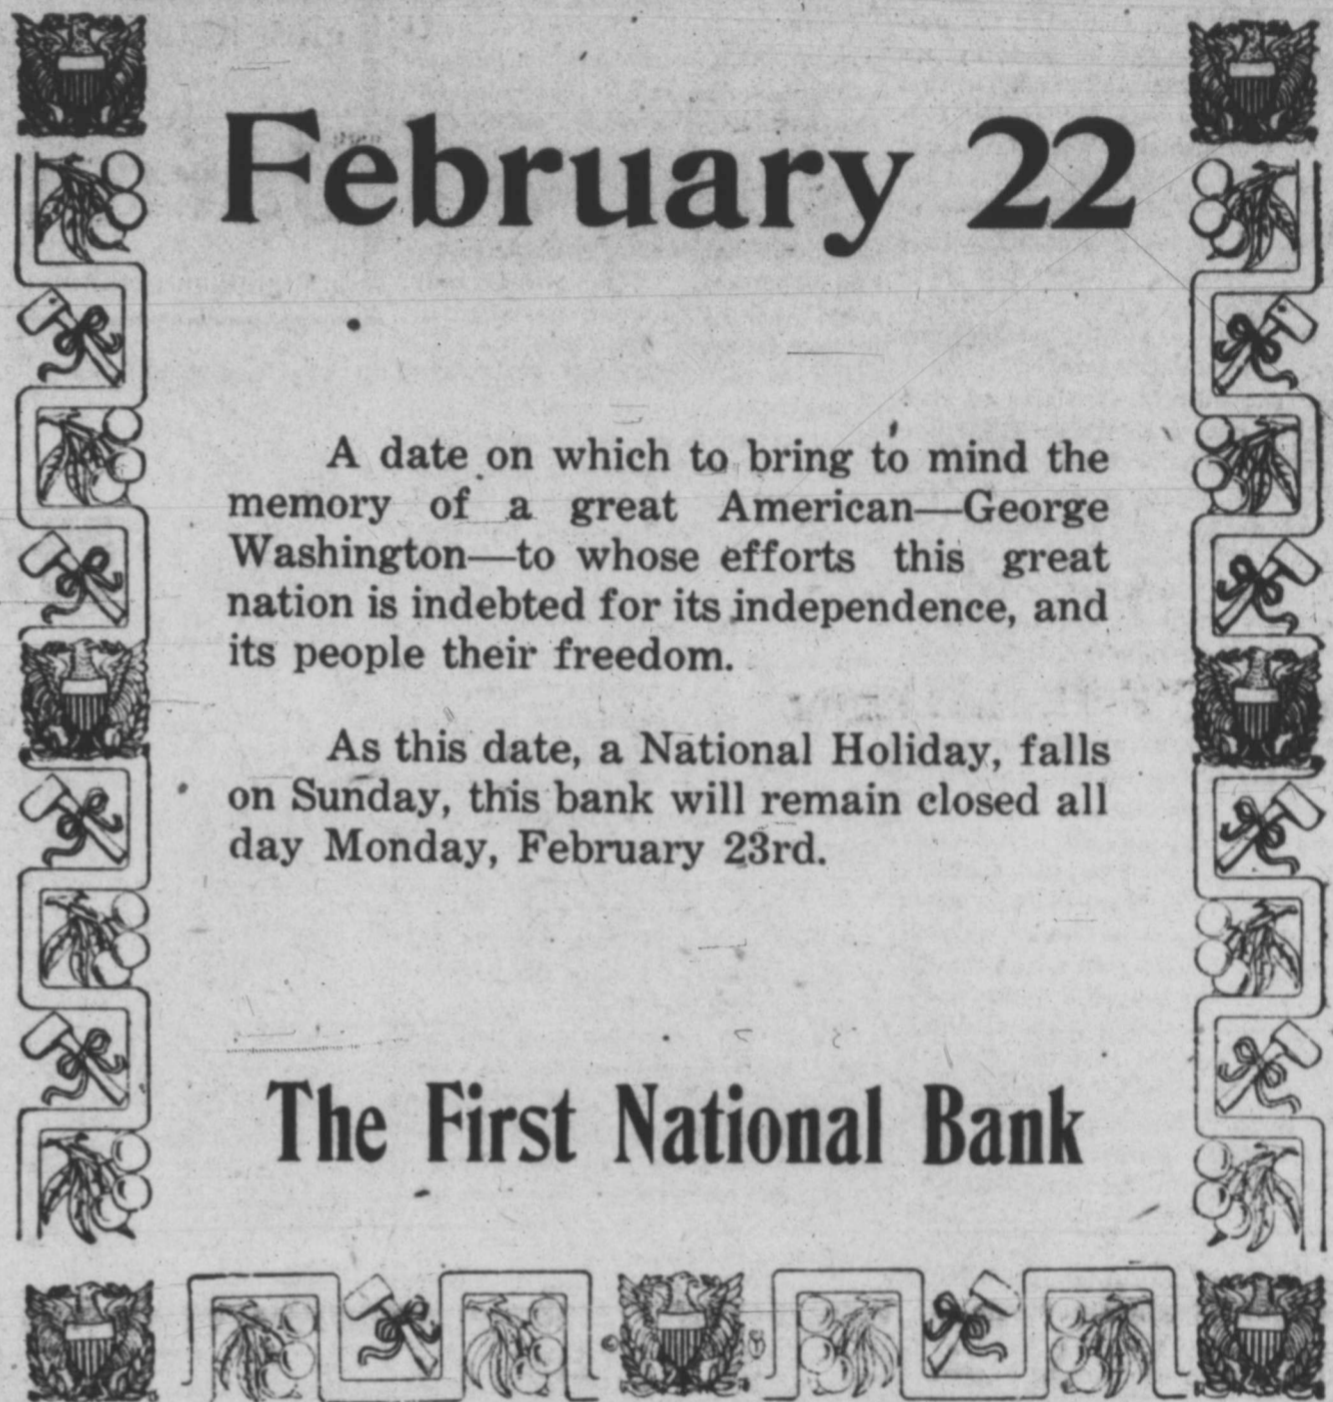 February 22
A date on which to bring to mind the
memory of a great American—George
Washington—to whose efforts this great
nation is indebted for its independence, and
its people their freedom.
As this date, a National Holiday, falls
on Sunday, this bank will remain closed all
day Monday, February 23rd.
The First National Bank